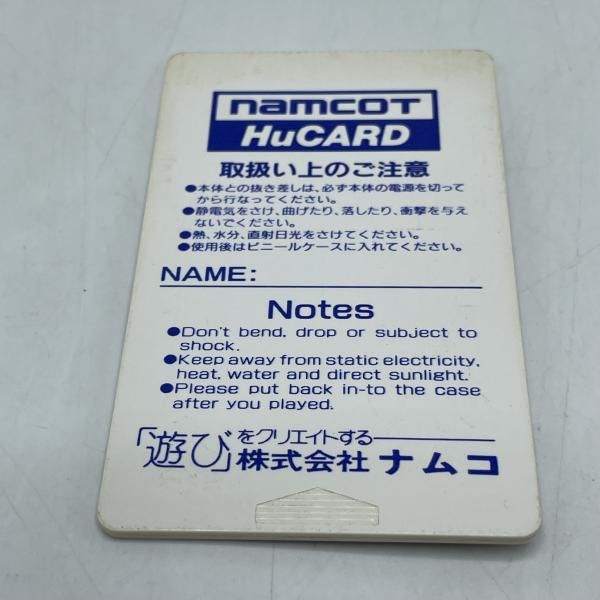 namcot
HuCARD
取扱い上のご注意
●本体との抜き差しは、必ず本体の電源を切って
から行なってください。
●静電気をさけ、曲げたり、落したり、衝撃を与え
ないでください。
●熱、水分、直射日光をさけてください。
●使用後はビニールケースに入れてください。
NAME:
Notes
●Don't bend, drop or subject to
shock.
●Keep away from static electricity,
heat, water and direct sunlight.
●Please put back in-to the case
after you played.
「遊び」をクリエイトする
株式会社 ナムコ